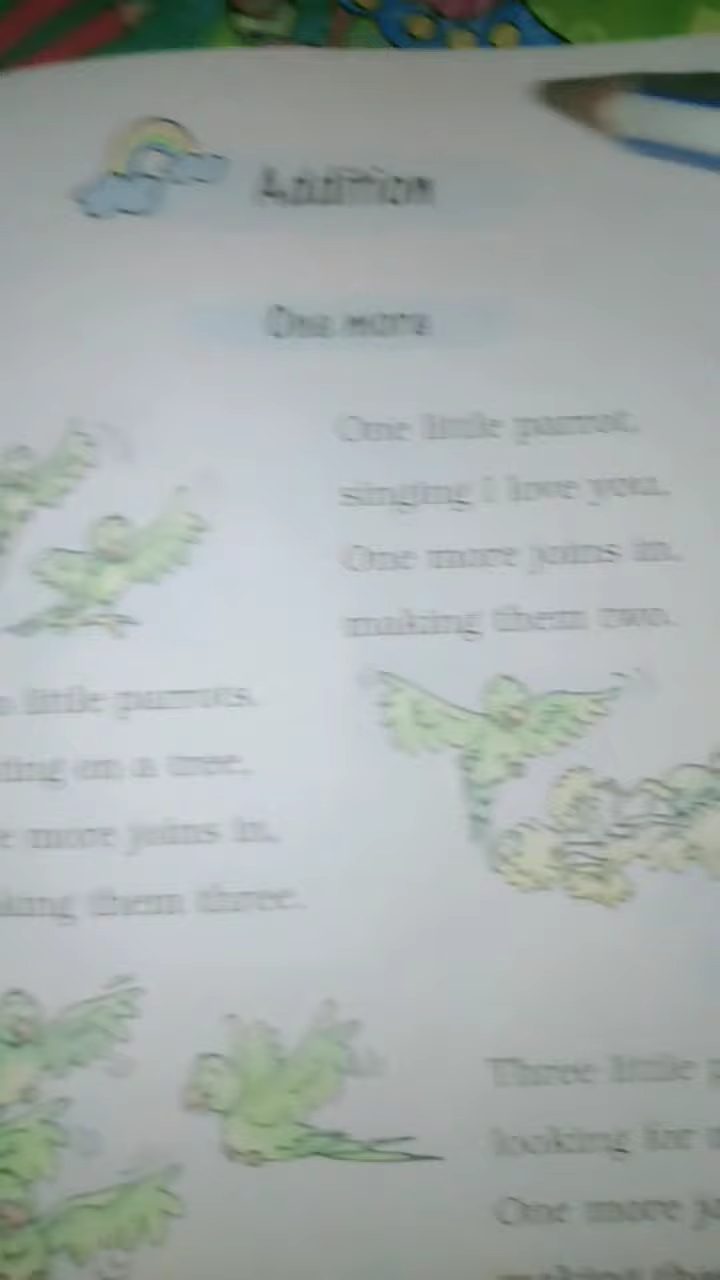 Addition
One more
One little parrot,
singing I love you.
One more joins in,
making them two.
little parrots,
on a tree,
more joins in,
them three.
Three little
looking for
One more